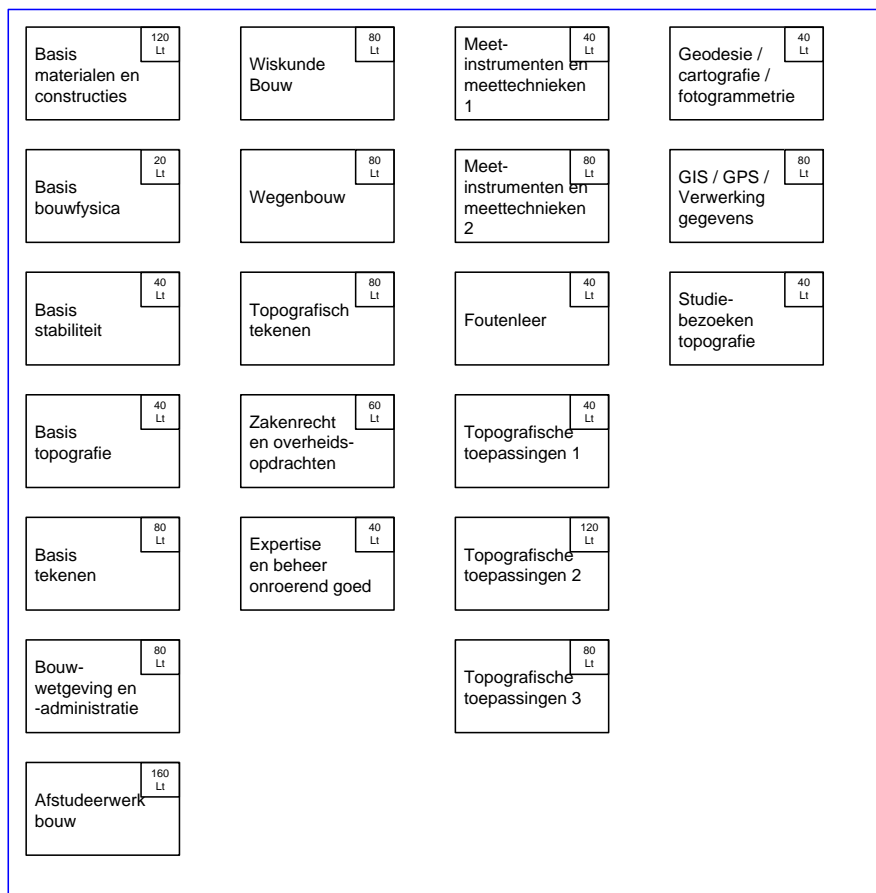 120
Lt
Basis
materialen en
constructies
80
Lt
Wiskunde
Bouw
40
Lt
Meet-
instrumenten en
meettechnieken
1
40
Lt
Geodesie /
cartografie /
fotogrammetrie
20
Lt
Basis
bouwfysica
80
Lt
Wegenbouw
80
Lt
Meet-
instrumenten en
meettechnieken
2
80
Lt
GIS / GPS /
Verwerking
gegevens
40
Lt
Basis
stabiliteit
80
Lt
Topografisch
tekenen
40
Lt
Foutenleer
40
Lt
Studie-
bezoeken
topografie
40
Lt
Basis
topografie
60
Lt
Zakenrecht
en overheids-
opdrachten
40
Lt
Topografische
toepassingen 1
80
Lt
Basis
tekenen
40
Lt
Expertise
en beheer
onroerend goed
120
Lt
Topografische
toepassingen 2
80
Lt
Bouw-
wetgeving en
-administratie
80
Lt
Topografische
toepassingen 3
160
Lt
Afstudeerwerk
bouw